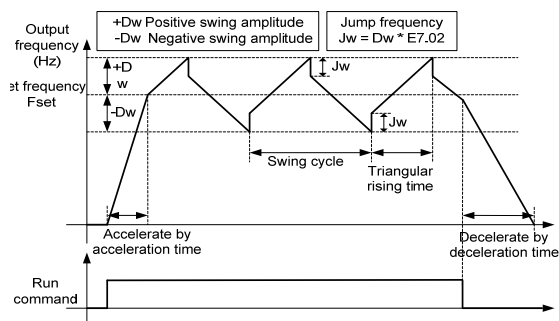 Output
frequency
(Hz)
+Dw Positive swing amplitude
-Dw Negative swing amplitude
Jump frequency
Jw = Dw * E7.02
+D
w
et frequency
Fset
-Dw
Jw
Jw
Swing cycle
Triangular
rising time
Accelerate by
acceleration time
Decelerate by
deceleration time
Run
command